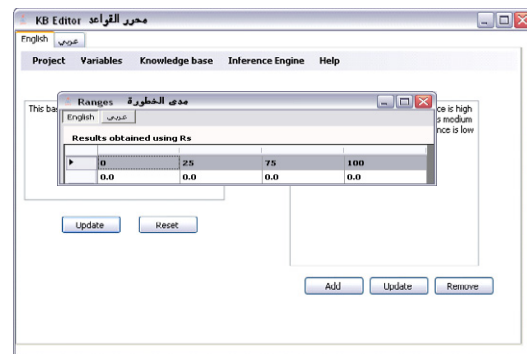 KB Editor محرر القواعد
English عربي
Project Variables Knowledge base Inference Engine Help
This ba
ce is high
s medium
nce is low
Ranges مدى الخطورة
English عربي
Results obtained using Rs
0 25 75 100
0.0 0.0 0.0 0.0
Update Reset
Add Update Remove